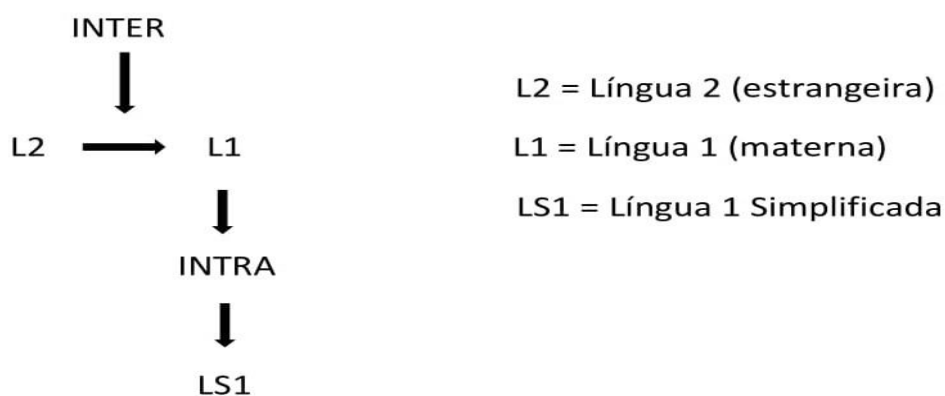 INTER
L2 L1
INTRA
LS1
L2 = Língua 2 (estrangeira)
L1 = Língua 1 (materna)
LS1 = Língua 1 Simplificada